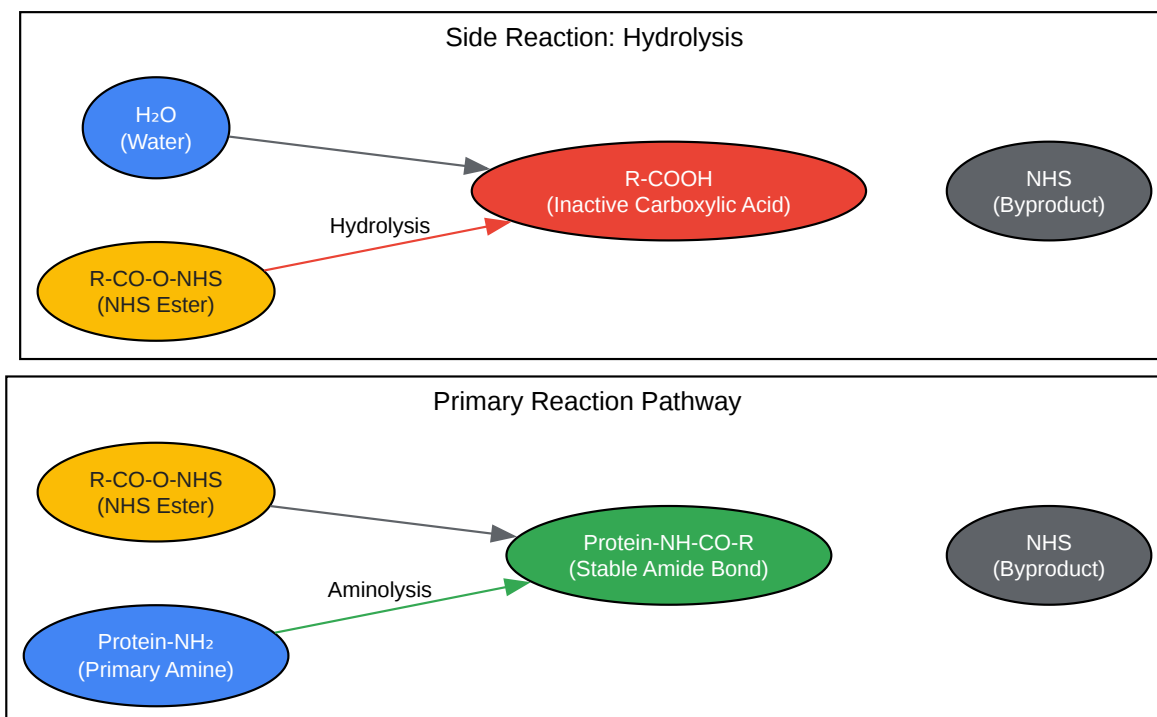 Side Reaction: Hydrolysis
H₂O
(Water)
R-COOH
(Inactive Carboxylic Acid)
NHS
(Byproduct)
Hydrolysis
R-CO-O-NHS
(NHS Ester)
Primary Reaction Pathway
R-CO-O-NHS
(NHS Ester)
Protein-NH-CO-R
(Stable Amide Bond)
NHS
(Byproduct)
Aminolysis
Protein-NH₂
(Primary Amine)